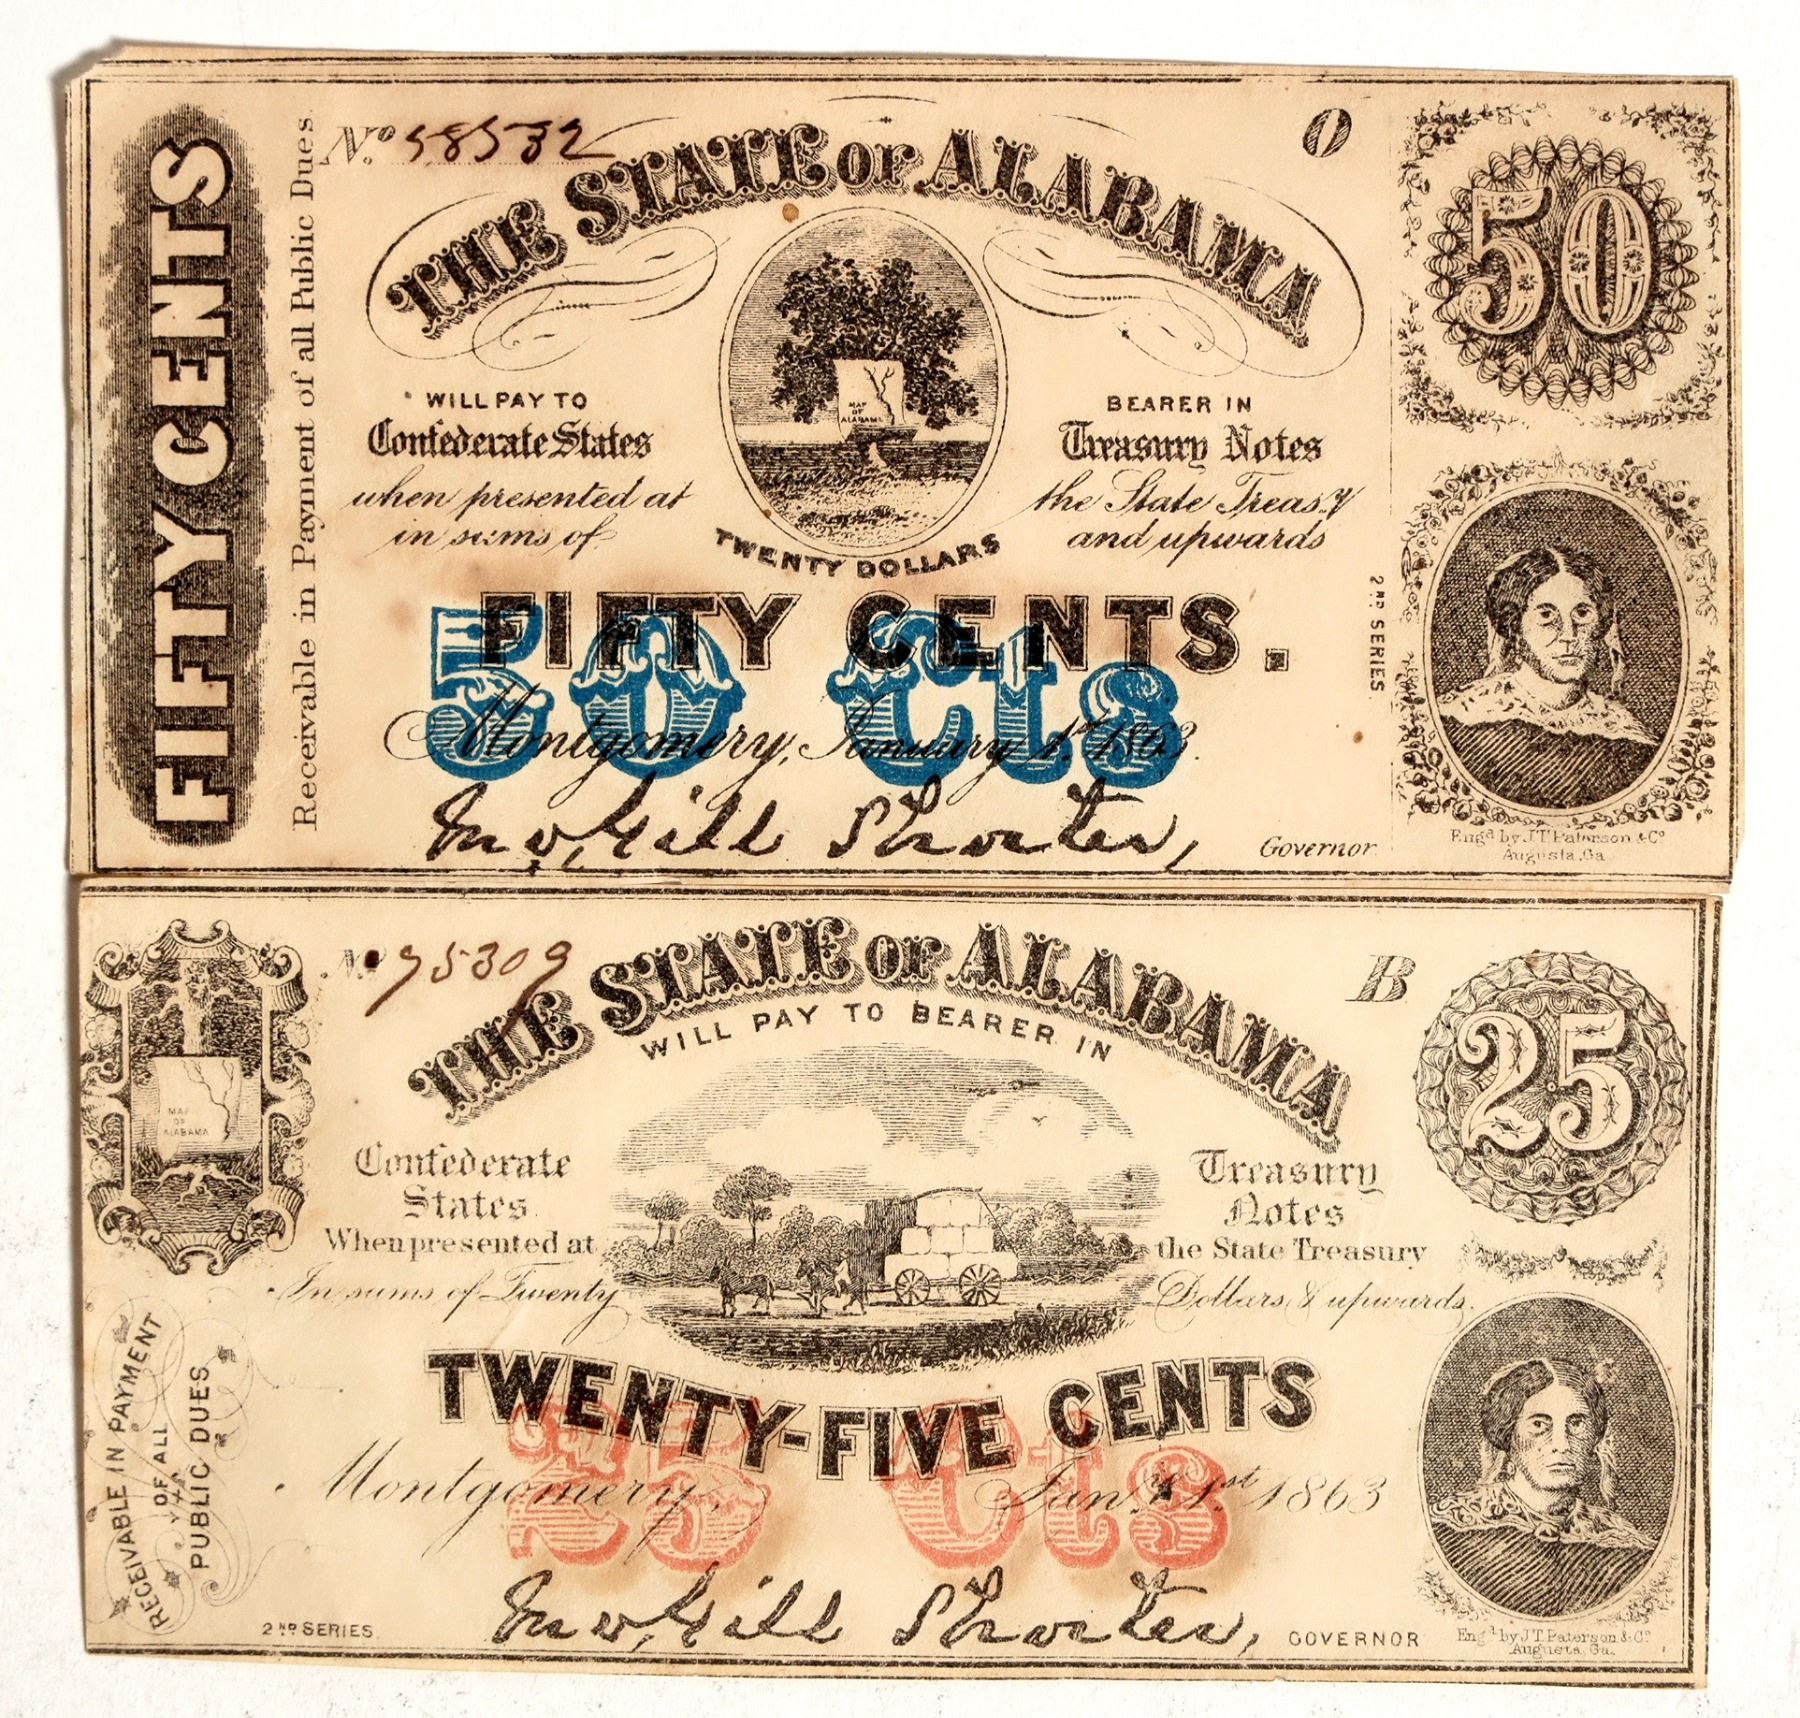 FIFTY CENTS
Receivable in Payment of all Public Dues
No. 58532
O
THE STATE OF ALABAMA
50
MAP
OF
ALABAMA
WILL PAY TO
Confederate States
when presented at
in sums of
TWENTY DOLLARS
BEARER IN
Treasury Notes
the State Treasy
and upwards
FIFTY CENTS.
50 Cts
Montgomery, January 1st 1863.
2ND SERIES
Jno, Gill Shorter,
Governor
Engd by J.T. Paterson & Co
Augusta, Ga
No 75309
B
THE STATE OF ALABAMA
WILL PAY TO BEARER IN
25
MAP
OF
ALABAMA
Confederate
States
When presented at
In sums of Twenty
Treasury
Notes
the State Treasury
Dollars, & upwards.
TWENTY-FIVE CENTS
25 Cts
Montgomery, Jany 1st 1863
RECEIVABLE IN PAYMENT
OF ALL
PUBLIC DUES
2ND SERIES
Jno, Gill Shorter,
GOVERNOR
Engd by J.T. Paterson & Co
Augusta, Ga.